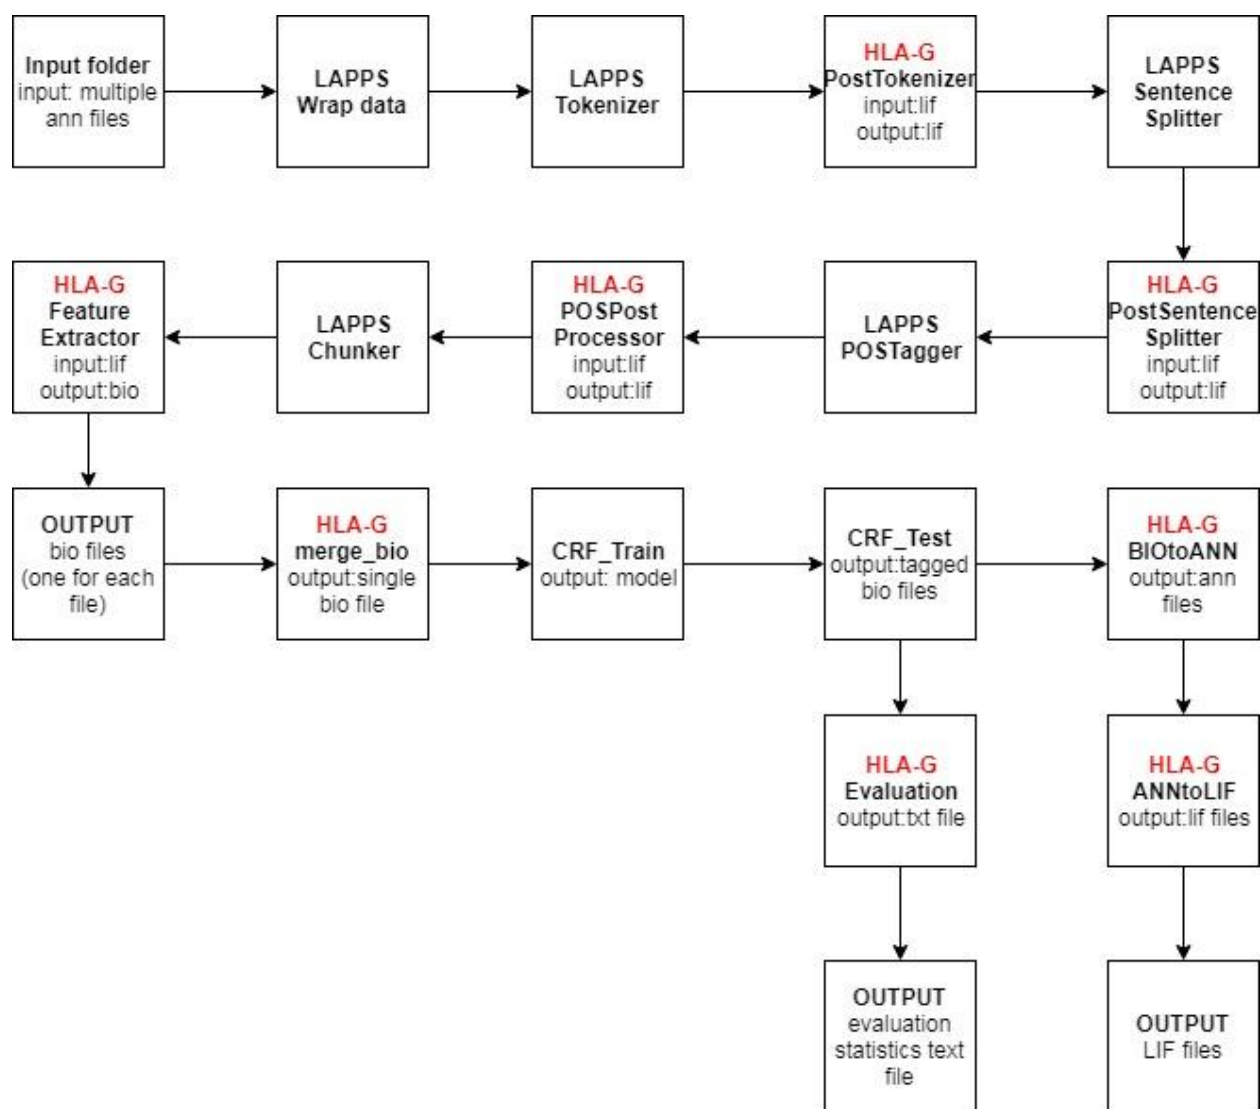 Input folder
input: multiple
ann files
LAPPS
Wrap data
LAPPS
Tokenizer
HLA-G
PostTokenizer
input:lif
output:lif
LAPPS
Sentence
Splitter
HLA-G
Feature
Extractor
input:lif
output:bio
LAPPS
Chunker
HLA-G
POSPost
Processor
input:lif
output:lif
LAPPS
POSTagger
HLA-G
PostSentence
Splitter
input:lif
output:lif
OUTPUT
bio files
(one for each
file)
HLA-G
merge_bio
output:single
bio file
CRF_Train
output: model
CRF_Test
output:tagged
bio files
HLA-G
BIOtoANN
output:ann
files
HLA-G
Evaluation
output:txt file
HLA-G
ANNtoLIF
output:lif files
OUTPUT
evaluation
statistics text
file
OUTPUT
LIF files